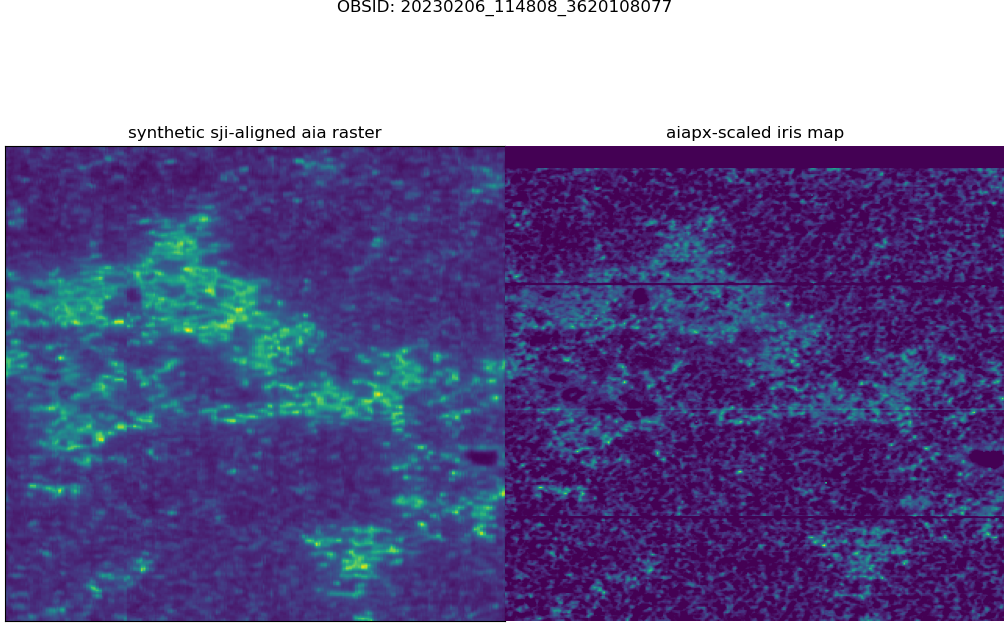 OBSID: 20230206_114808_3620108077
synthetic sji-aligned aia raster
aiapx-scaled iris map